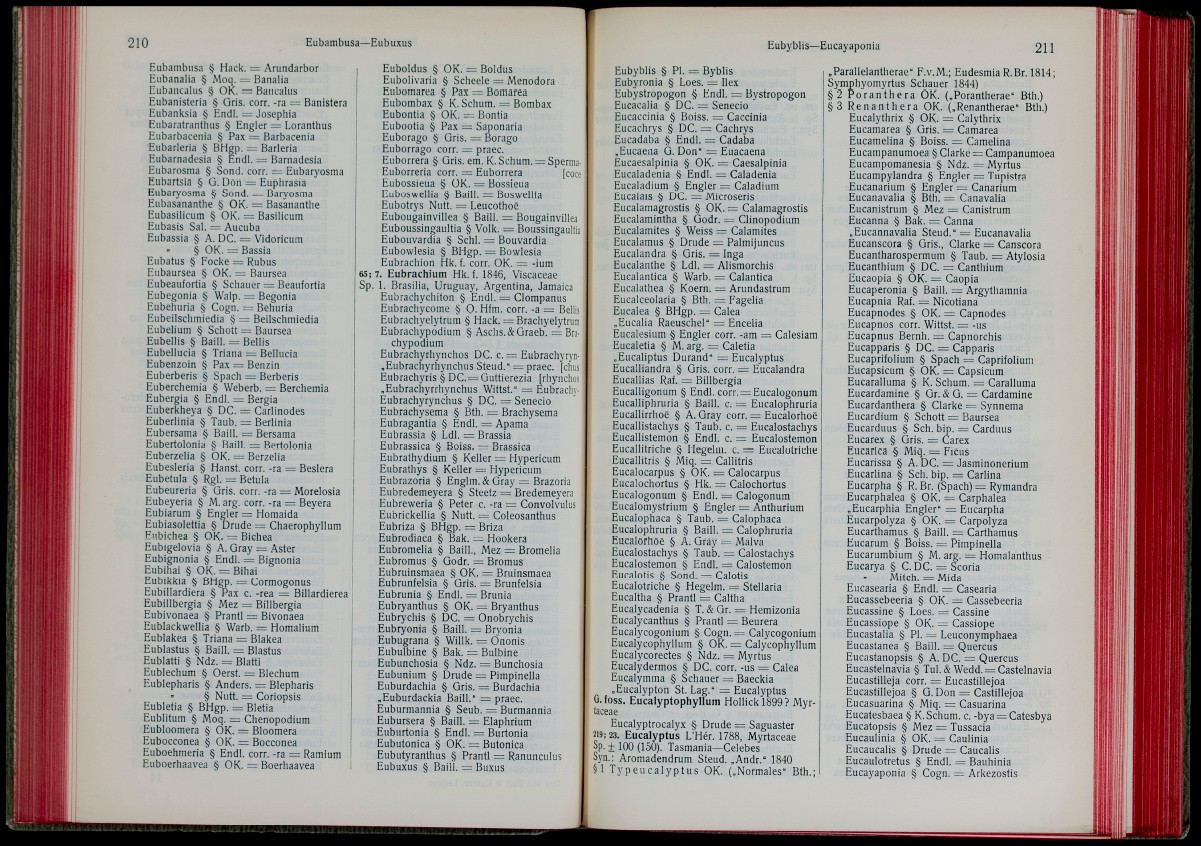 210
Eubambusa—Eubuxus
Eubambusa § Hack. = Arundarbor
Eubanalia § Moq. = Banalia
Eubancalus § OK. = Bancalus
Eubanisteria § Gris. corr. -ra = Banistera
Eubanksia § Endl. = Josephia
Eubaratranthus § Engler = Loranthus
Eubarbacenia § Pax = Barbacenia
Eubarleria § BHgp. = Barleria
Eubarnadesia § Endl. = Barnadesia
Eubarosma § Sond. corr. = Eubaryosma
Eubartsia § G. Don = Euphrasia
Eubaryosma § Sond. = Daryosma
Eubasananthe § OK. = Basananthe
Eubasilicum § OK. = Basilicum
Eubasis Sal. = Aucuba
Eubassia § A. DC. = Vidoricum
„ § OK. = Bassia
Eubatus § Focke = Rubus
Eubaursea § OK. = Baursea
Eubeaufortia § Schauer = Beaufortia
Eubegonia § Walp. = Begonia
Eubehuria § Cogn. = Behuria
Eubeilschmiedia § = Beilschmiedia
Eubelium § Schott = Baursea
Eubellis § Baill. = Bellis
Eubellucia § Triana = Bellucia
Eubenzoin § Pax = Benzin
Euberberis § Spach = Berberis
Euberchemia § Weberb. = Berchemia
Eubergia § Endl. = Bergia
Euberkheya § DC. = Carlinodes
Euberlinia § Taub. = Berlinia
Eubersama § Baill. = Bersama
Eubertolonia § Baill. = Bertolonia
Euberzelia § OK. = Berzelia
Eubesleria § Hanst. corr. -ra = Beslera
Eubetula § Rgl. = Betula
Eubeureria § Gris. corr. -ra = Morelosia
Eubeyeria § M. arg. corr. -ra = Beyera
Eubiarum § Engler = Homaida
Eubiasolettia § Drude = Chaerophyllum
Eubichea § OK. = Bichea
Eubigelovia § A. Gray = Aster
Eubignonia § Endl. = Bignonia
Eubihai § OK. = Bihai
Eubikkia § BHgp. = Cormogonus
Eubillardiera § Pax c. -rea = Billardierea
Eubillbergia § Mez = Billbergia
Eubivonaea § Prantl = Bivonaea
Eublackwellia § Warb. = Homalium
Eublakea § Triana = Blakea
Eublastus § Baill. = Blastus
Eublatti § Ndz. = Blatti
Eublechum § Oerst. = Blechum
Eublepharis § Anders. = Blepharis
„ § Nutt. = Coriopsis
Eubletia § BHgp. = Bletia
Eublitum § Moq. = Chenopodium
Eubloomera § OK. = Bloomera
Eubocconea § OK. = Bocconea
Euboehmeria § Endl. corr. -ra = Ramium
Euboerhaavea § OK. = Boerhaavea
Euboldus § OK. = Boldus
Eubolivaria § Scheele = Menodora
Eubomarea § Pax = Bomarea
Eubombax § K. Schum. = Bombax
Eubontia § OK. = Bontia
Eubootia § Pax = Saponaria
Euborago § Gris. = Borago
Euborrago corr. = praec.
Euborrera § Gris. em. K. Schum. = Sperma-
Euborreria corr. = Euborrera [coce
Eubossieua § OK. = Bossieua
Euboswellia § Baill. = Boswellia
Eubotrys Nutt. = Leucothoë
Eubougainvillea § Baill. = Bougainvillea
Euboussingaultia § Volk. = Boussingaultia
Eubouvardia § Schl. = Bouvardia
Eubowlesia § BHgp. = Bowlesia
Eubrachion Hk. f. corr. OK. = -ium
65; 7. Eubrachium Hk. f. 1846, Viscaceae
Sp. 1. Brasilia, Uruguay, Argentina, Jamaica
Eubrachychiton § Endl. = Clompanus
Eubrachycome § O. Hfm. corr. -a = Bellis
Eubrachyelytrum § Hack. = Brachyelytrum
Eubrachypodium § Aschs. & Graeb. = Bra-
chypodium
Eubrachyrhynchos DC. c. = Eubrachyryn-
„Eubrachyrhynchus Steud.“ = praec. [chus
Eubrachyris § DC. = Guttierezia [rhynchos
„Eubrachyrrhynchus Wittst.“ = Eubrachy-
Eubrachyrynchus § DC. = Senecio
Eubrachysema § Bth. = Brachysema
Eubragantia § Endl. = Apama
Eubrassia § Ldl. = Brassia
Eubrassica § Boiss. = Brassica
Eubrathydium § Keller = Hypericum
Eubrathys § Keller = Hypericum
Eubrazoria § Englm. & Gray = Brazoria
Eubredemeyera § Steetz = Bredemeyera
Eubreweria § Peter c. -ra = Convolvulus
Eubrickellia § Nutt. = Coleosanthus
Eubriza § BHgp. = Briza
Eubrodiaea § Bak. = Hookera
Eubromelia § Baill., Mez = Bromelia
Eubromus § Godr. = Bromus
Eubruinsmaea § OK. = Bruinsmaea
Eubrunfelsia § Gris. = Brunfelsia
Eubrunia § Endl. = Brunia
Eubryanthus § OK. = Bryanthus
Eubrychis § DC. = Onobrychis
Eubryonia § Baill. = Bryonia
Eubugrana § Willk. = Ononis
Eubulbine § Bak. = Bulbine
Eubunchosia § Ndz. = Bunchosia
Eubunium § Drude = Pimpinella
Euburdachia § Gris. = Burdachia
„Euburdackia Baill.“ = praec.
Euburmannia § Seub. = Burmannia
Eubursera § Baill. = Elaphrium
Euburtonia § Endl. = Burtonia
Eubutonica § OK. = Butonica
Eubutyranthus § Prantl = Ranunculus
Eubuxus § Baill. = Buxus
Eubyblis—Eucayaponia
211
Eubyblis § Pl. = Byblis
Eubyronia § Loes. = Ilex
Eubystropogon § Endl. = Bystropogon
Eucacalia § DC. = Senecio
Eucaccinia § Boiss. = Caccinia
Eucachrys § DC. = Cachrys
Eucadaba § Endl. = Cadaba
„Eucaena G. Don“ = Euacaena
Eucaesalpinia § OK. = Caesalpinia
Eucaladenia § Endl. = Caladenia
Eucaladium § Engler = Caladium
Eucalais § DC. = Microseris
Eucalamagrostis § OK. = Calamagrostis
Eucalamintha § Godr. = Clinopodium
Eucalamites § Weiss = Calamites
Eucalamus § Drude = Palmijuncus
Eucalandra § Gris. = Inga
Eucalanthe § Ldl. = Alismorchis
Eucalantica § Warb. = Calantica
Eucalathea § Koern. = Arundastrum
Eucalceolaria § Bth. = Fagelia
Eucalea § BHgp. = Calea
„Eucalia Raeuschel“ = Encelia
Eucalesium § Engler corr. -am = Calesiam
Eucaletia § M. arg. = Caletia
„Eucaliptus Durand“ = Eucalyptus
Eucalliandra § Gris. corr. = Eucalandra
Eucallias Raf. = Billbergia
Eucalligonum § Endl. corr. = Eucalogonum
Eucalliphruria § Baill. c. = Eucalophruria
Eucallirrhoë § A. Gray corr. = Eucalorhoë
Eucallistachys § Taub. c. = Eucalostachys
Eucallistemon § Endl. c. = Eucalostemon
Eucallitriche § Hegelm. c. = Eucalotriche
Eucallitris § Miq. = Callitris
Eucalocarpus § OK. = Calocarpus
Eucalochortus § Hk. = Calochortus
Eucalogonum § Endl. = Calogonum
Eucalomystrium § Engler = Anthurium
Eucalophaca § Taub. = Calophaca
Eucalophruria § Baill. = Calophruria
Eucalorhoë § A. Gray = Malva
Eucalostachys § Taub. = Calostachys
Eucalostemon § Endl. = Calostemon
Eucalotis § Sond. = Calotis
Eucalotriche § Hegelm. = Stellaria
Eucaltha § Prantl = Caltha
Eucalycadenia § T. & Gr. = Hemizonia
Eucalycanthus § Prantl = Beurera
Eucalycogonium § Cogn. = Calycogonium
Eucalycophyllum § OK. = Calycophyllum
Eucalycorectes § Ndz. = Myrtus
Eucalydermos § DC. corr. -us = Calea
Eucalymma § Schauer = Baeckia
„Eucalypton St. Lag.“ = Eucalyptus
G. foss. Eucalyptophyllum Hollick 1899? Myr-
taceae
Eucalyptrocalyx § Drude = Saguaster
219; 23. Eucalyptus L'Hér. 1788, Myrtaceae
Sp. ± 100 (150). Tasmania—Celebes
Syn.: Aromadendrum Steud. „Andr.“ 1840
§ 1 Typeucalyptus OK. („Normales“ Bth.;
„Parallelantherae“ F. v. M.; Eudesmia R. Br. 1814;
Symphyomyrtus Schauer 1844)
§ 2 Poranthera OK. („Porantherae“ Bth.)
§ 3 Renanthera OK. („Renantherae“ Bth.)
Eucalythrix § OK. = Calythrix
Eucamarea § Gris. = Camarea
Eucamelina § Boiss. = Camelina
Eucampanumoea § Clarke = Campanumoea
Eucampomanesia § Ndz. = Myrtus
Eucampylandra § Engler = Tupistra
Eucanarium § Engler = Canarium
Eucanavalia § Bth. = Canavalia
Eucanistrum § Mez = Canistrum
Eucanna § Bak. = Canna
„Eucannavalia Steud.“ = Eucanavalia
Eucanscora § Gris., Clarke = Canscora
Eucantharospermum § Taub. = Atylosia
Eucanthium § DC. = Canthium
Eucaopia § OK. = Caopia
Eucaperonia § Baill. = Argythamnia
Eucapnia Raf. = Nicotiana
Eucapnodes § OK. = Capnodes
Eucapnos corr. Wittst. = -us
Eucapnus Bernh. = Capnorchis
Eucapparis § DC. = Capparis
Eucaprifolium § Spach = Caprifolium
Eucapsicum § OK. = Capsicum
Eucaralluma § K. Schum. = Caralluma
Eucardamine § Gr. & G. = Cardamine
Eucardanthera § Clarke = Synnema
Eucardium § Schott = Baursea
Eucarduus § Sch. bip. = Carduus
Eucarex § Gris. = Carex
Eucarica § Miq. = Ficus
Eucarissa § A. DC. = Jasminonerium
Eucarlina § Sch. bip. = Carlina
Eucarpha § R. Br. (Spach) = Rymandra
Eucarphalea § OK. = Carphalea
„Eucarphia Engler“ = Eucarpha
Eucarpolyza § OK. = Carpolyza
Eucarthamus § Baill. = Carthamus
Eucarum § Boiss. = Pimpinella
Eucarumbium § M. arg. = Homalanthus
Eucarya § C. DC. = Scoria
„ Mitch. = Mida
Eucasearia § Endl. = Casearia
Eucassebeeria § OK. = Cassebeeria
Eucassine § Loes. = Cassine
Eucassiope § OK. = Cassiope
Eucastalia § Pl. = Leuconymphaea
Eucastanea § Baill. = Quercus
Eucastanopsis § A. DC. = Quercus
Eucastelnavia § Tul. & Wedd. = Castelnavia
Eucastilleja corr. = Eucastillejoa
Eucastillejoa § G. Don = Castillejoa
Eucasuarina § Miq. = Casuarina
Eucatesbaea § K. Schum. c. -bya = Catesbya
Eucatopsis § Mez = Tussacia
Eucaulinia § OK. = Caulinia
Eucaucalis § Drude = Caucalis
Eucaulotretus § Endl. = Bauhinia
Eucayaponia § Cogn. = Arkezostis